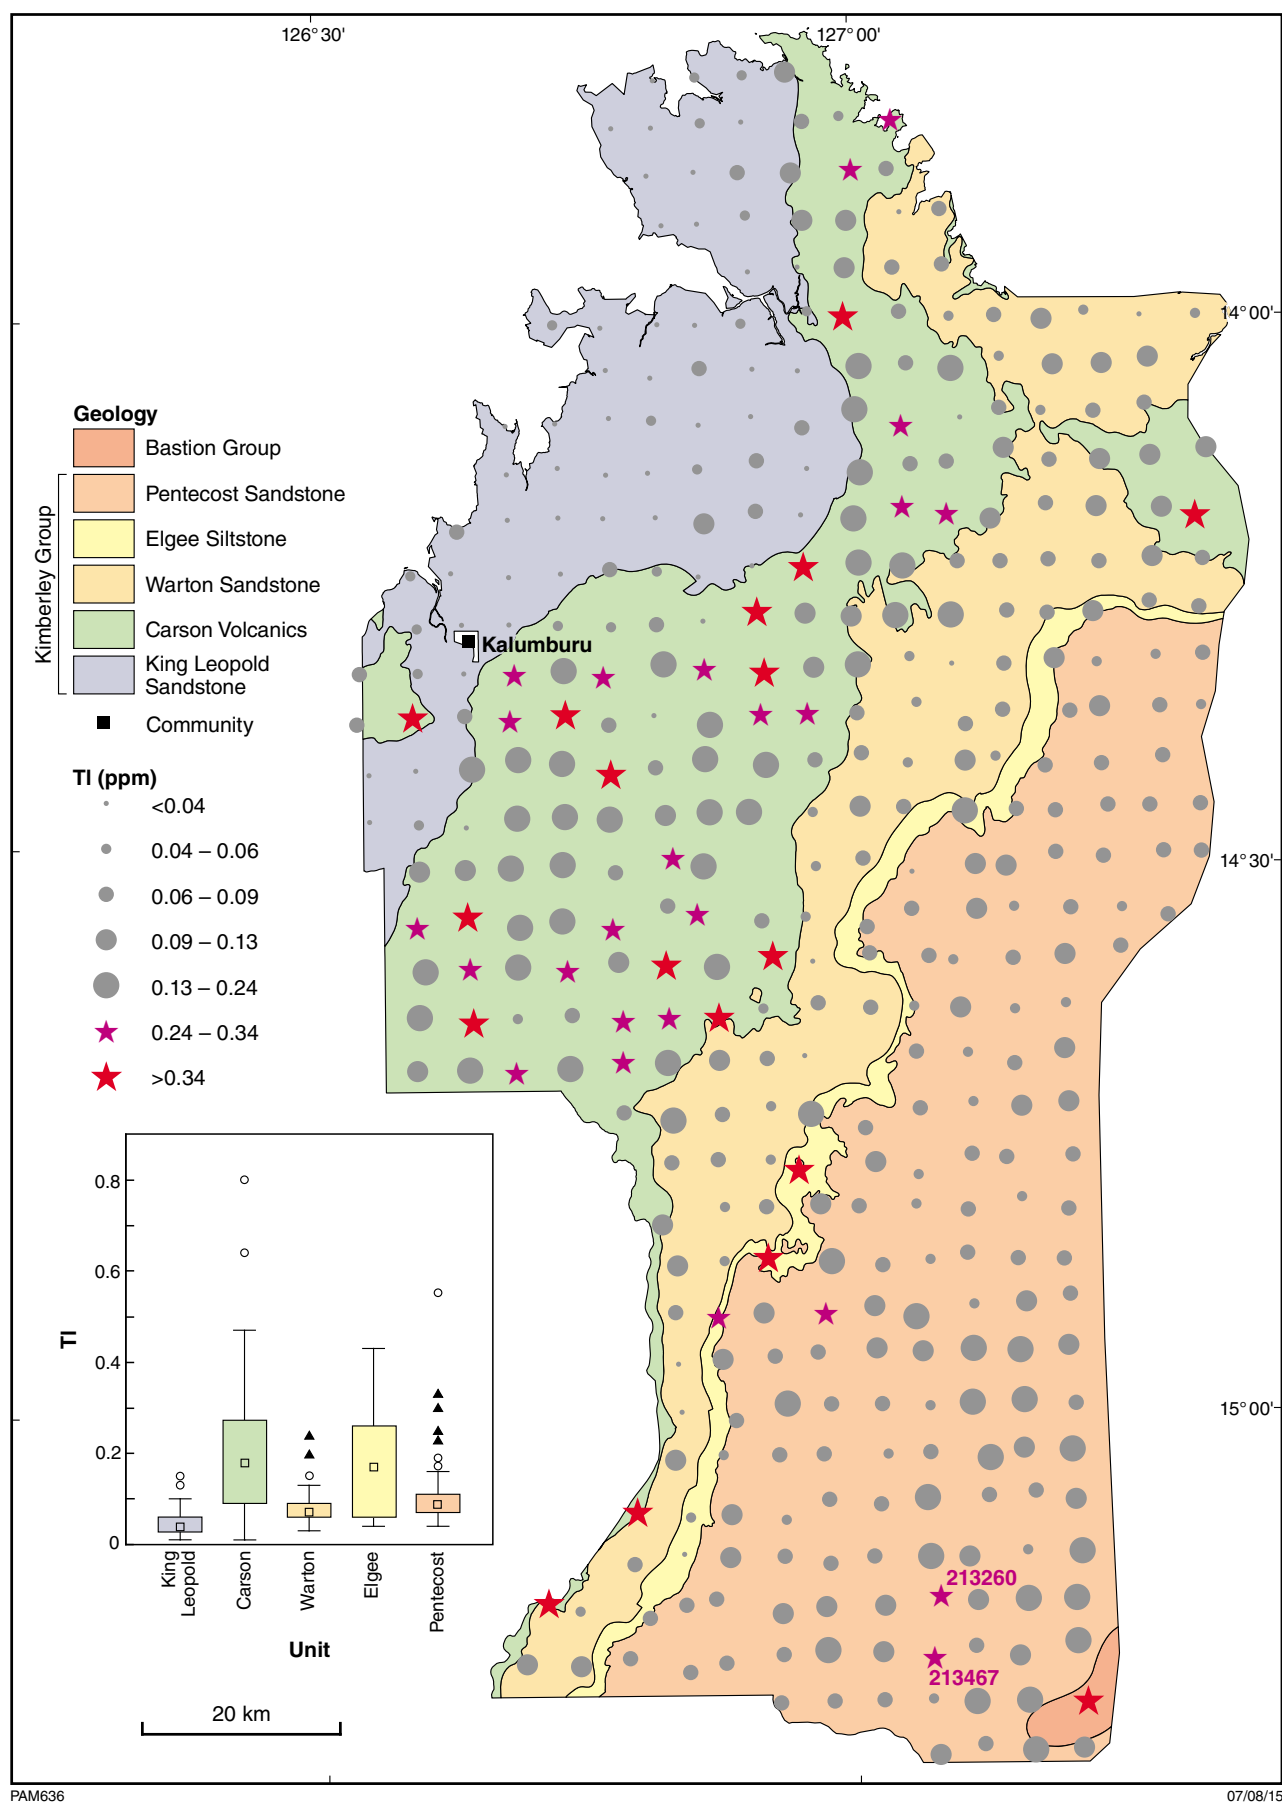 126°30'
127°00'
14°00'
Geology
Bastion Group
Kimberley Group
Pentecost Sandstone
Elgee Siltstone
Warton Sandstone
Carson Volcanics
King Leopold
Sandstone
Community
Kalumburu
Tl (ppm)
<0.04
0.04 – 0.06
0.06 – 0.09
0.09 – 0.13
0.13 – 0.24
0.24 – 0.34
>0.34
14°30'
0.8
0.6
0.4
0.2
0
Tl
King
Leopold
Carson
Warton
Elgee
Pentecost
Unit
15°00'
213260
213467
20 km
PAM636
07/08/15